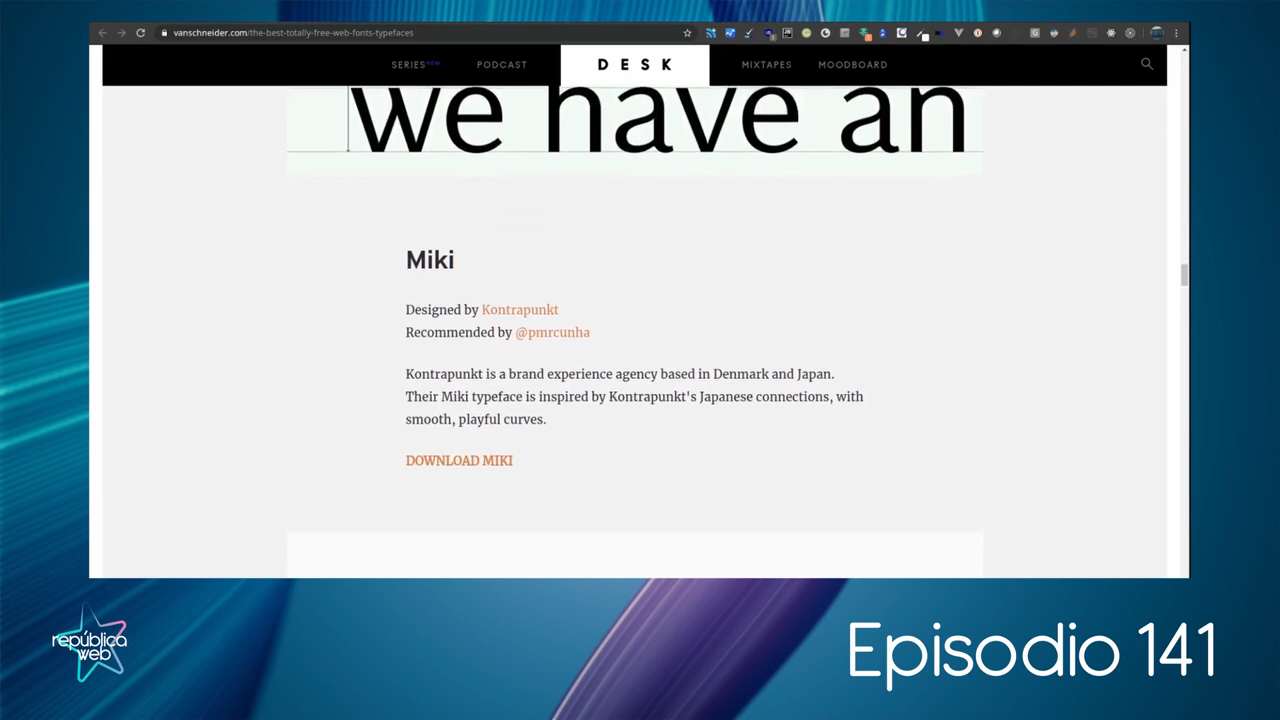 vanschneider.com/the-best-totally-free-web-fonts-typefaces
SERIES NEW PODCAST DESK MIXTAPES MOODBOARD
we have an
Miki
Designed by Kontrapunkt
Recommended by @pmrcunha
Kontrapunkt is a brand experience agency based in Denmark and Japan.
Their Miki typeface is inspired by Kontrapunkt's Japanese connections, with
smooth, playful curves.
DOWNLOAD MIKI
república
web
Episodio 141